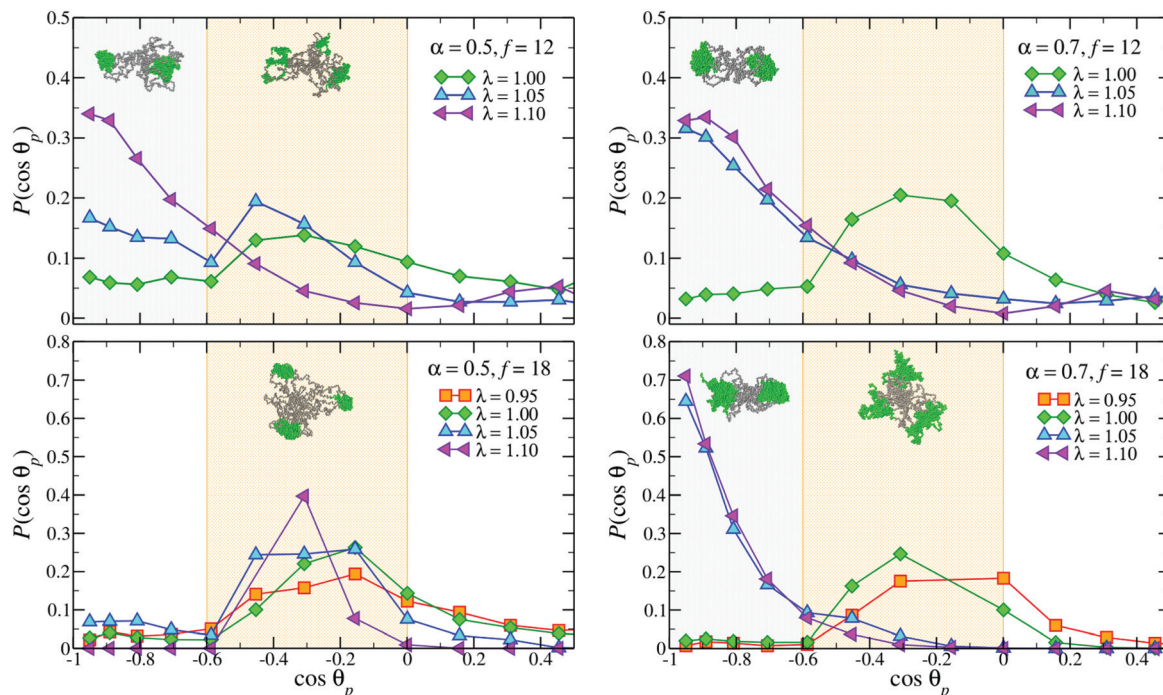 0.5
0.4
0.3
0.2
0.1
0
P(cos θp)
α = 0.5, f = 12
λ = 1.00
λ = 1.05
λ = 1.10
0.5
0.4
0.3
0.2
0.1
0
P(cos θp)
α = 0.7, f = 12
λ = 1.00
λ = 1.05
λ = 1.10
0.8
0.7
0.6
0.5
0.4
0.3
0.2
0.1
0
P(cos θp)
α = 0.5, f = 18
λ = 0.95
λ = 1.00
λ = 1.05
λ = 1.10
-1 -0.8 -0.6 -0.4 -0.2 0 0.2 0.4
cos θp
0.8
0.7
0.6
0.5
0.4
0.3
0.2
0.1
0
P(cos θp)
α = 0.7, f = 18
λ = 0.95
λ = 1.00
λ = 1.05
λ = 1.10
-1 -0.8 -0.6 -0.4 -0.2 0 0.2 0.4
cos θp